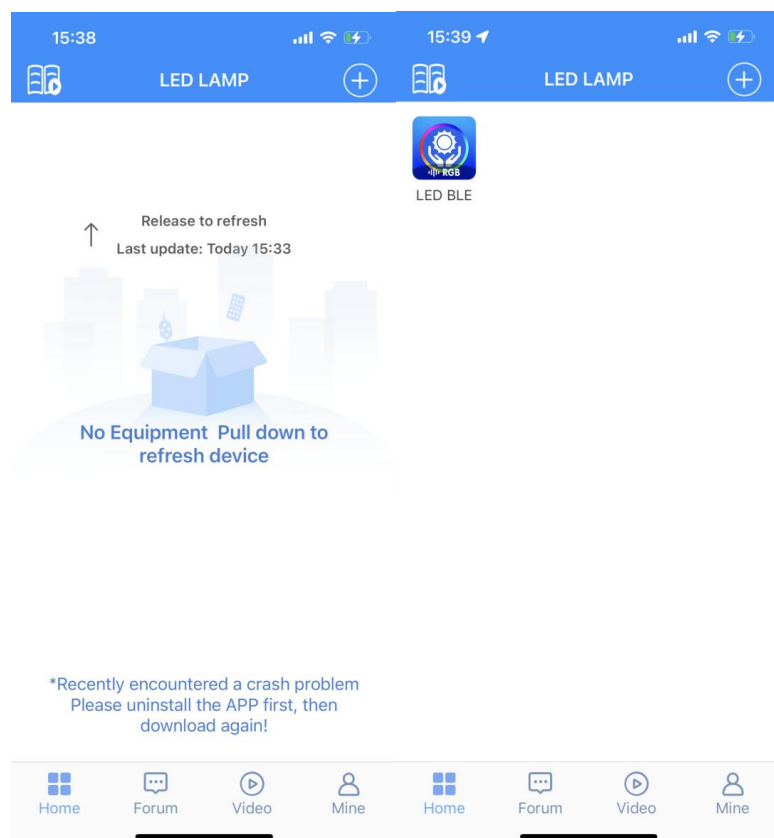 15:38
LED LAMP
Release to refresh
Last update: Today 15:33
No Equipment Pull down to
refresh device
*Recently encountered a crash problem
Please uninstall the APP first, then
download again!
Home Forum Video Mine
15:39
LED LAMP
RGB
LED BLE
Home Forum Video Mine